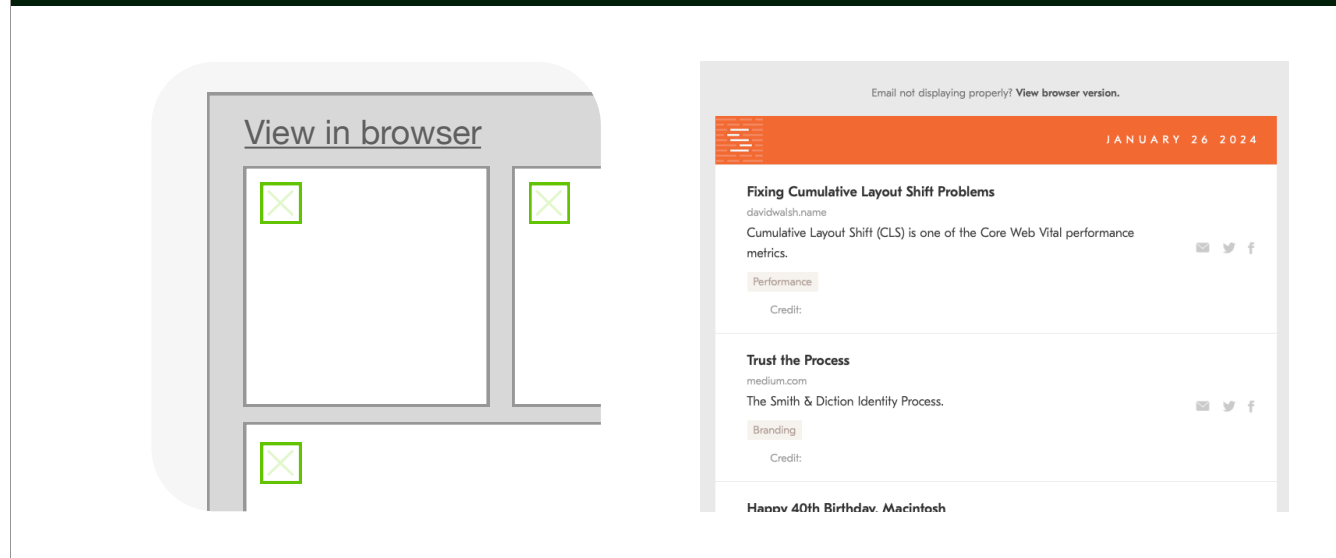 View in browser
Email not displaying properly? View browser version.
JANUARY 26 2024
Fixing Cumulative Layout Shift Problems
davidwalsh.name
Cumulative Layout Shift (CLS) is one of the Core Web Vital performance
metrics.
Performance
Credit:
Trust the Process
medium.com
The Smith & Diction Identity Process.
Branding
Credit:
Happy 40th Birthday, Macintosh